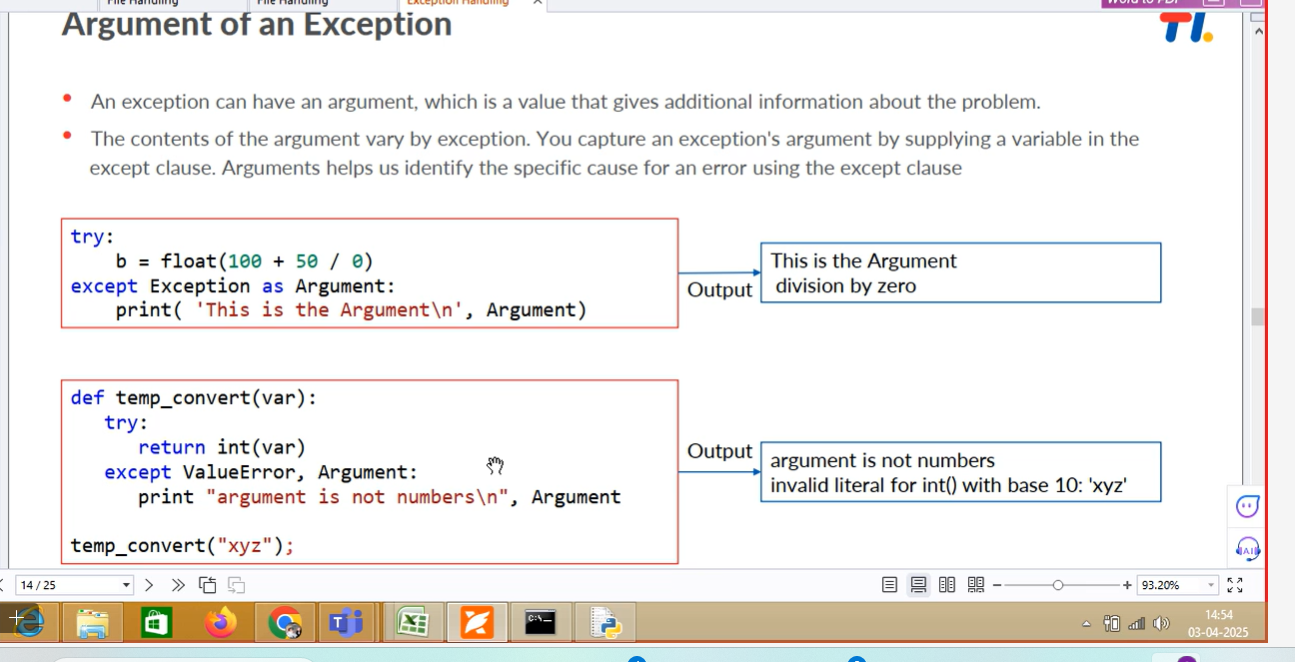 File Handling
File Handling
Exception Handling
Word to PDF
Argument of an Exception
An exception can have an argument, which is a value that gives additional information about the problem.
The contents of the argument vary by exception. You capture an exception's argument by supplying a variable in the
except clause. Arguments helps us identify the specific cause for an error using the except clause
try:
b = float(100 + 50 / 0)
except Exception as Argument:
print( 'This is the Argument\n', Argument)
Output
This is the Argument
division by zero
def temp_convert(var):
try:
return int(var)
except ValueError, Argument:
print "argument is not numbers\n", Argument
temp_convert("xyz");
Output
argument is not numbers
invalid literal for int() with base 10: 'xyz'
AI
14 / 25
93.20%
C:\
14:54
03-04-2025